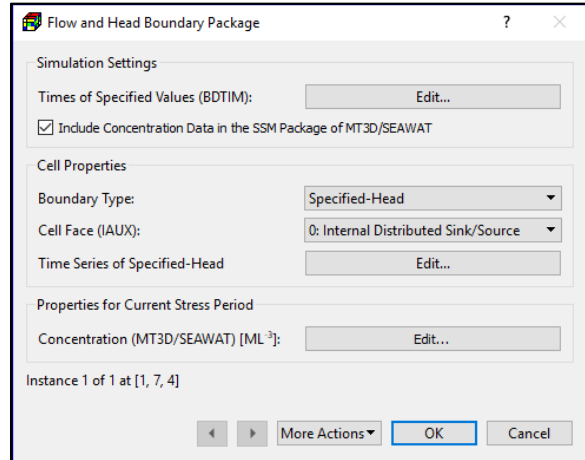 Flow and Head Boundary Package ?
Simulation Settings
Times of Specified Values (BDTIM): Edit...
Include Concentration Data in the SSM Package of MT3D/SEAWAT
Cell Properties
Boundary Type: Specified-Head
Cell Face (IAUX): 0: Internal Distributed Sink/Source
Time Series of Specified-Head Edit...
Properties for Current Stress Period
Concentration (MT3D/SEAWAT) [ML⁻³]: Edit...
Instance 1 of 1 at [1, 7, 4]
More Actions OK Cancel